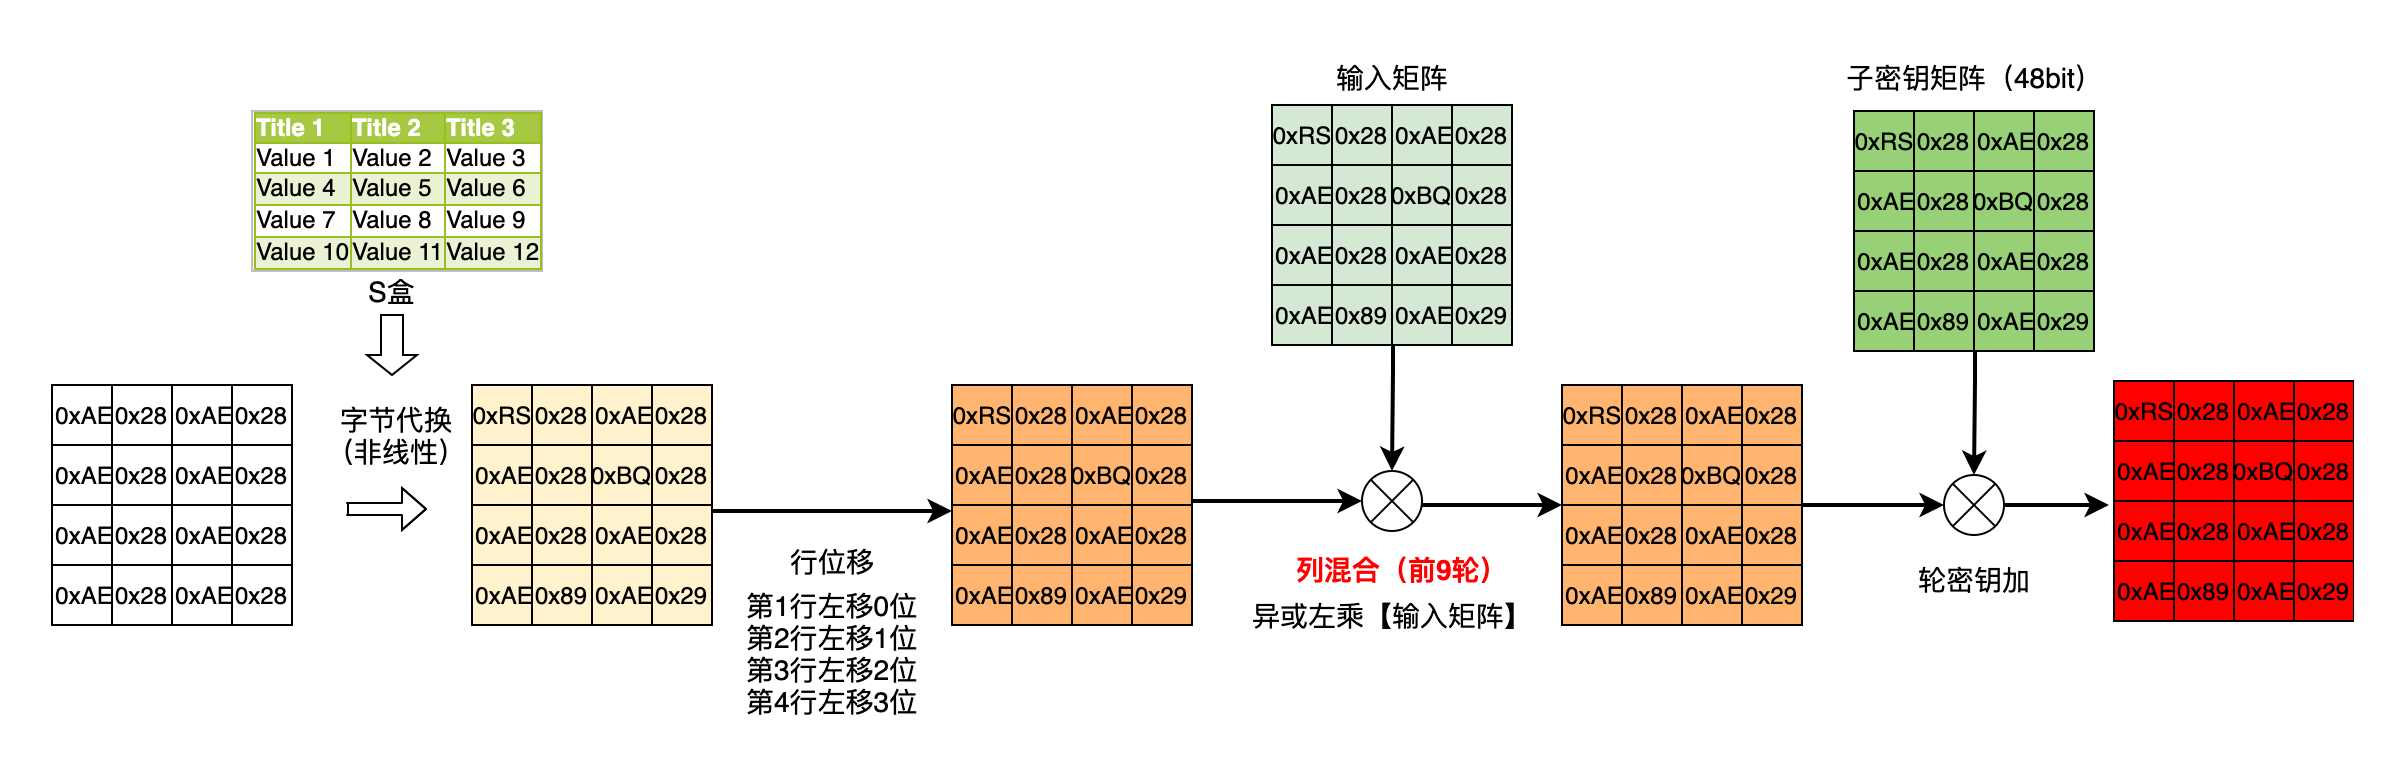 输入矩阵
子密钥矩阵（48bit）
Title 1 Title 2 Title 3
Value 1 Value 2 Value 3
Value 4 Value 5 Value 6
Value 7 Value 8 Value 9
Value 10 Value 11 Value 12
S盒
0xRS 0x28 0xAE 0x28
0xAE 0x28 0xBQ 0x28
0xAE 0x28 0xAE 0x28
0xAE 0x89 0xAE 0x29
0xRS 0x28 0xAE 0x28
0xAE 0x28 0xBQ 0x28
0xAE 0x28 0xAE 0x28
0xAE 0x89 0xAE 0x29
0xAE 0x28 0xAE 0x28
0xAE 0x28 0xAE 0x28
0xAE 0x28 0xAE 0x28
0xAE 0x28 0xAE 0x28
字节代换
（非线性）
0xRS 0x28 0xAE 0x28
0xAE 0x28 0xBQ 0x28
0xAE 0x28 0xAE 0x28
0xAE 0x89 0xAE 0x29
行位移
第1行左移0位
第2行左移1位
第3行左移2位
第4行左移3位
0xRS 0x28 0xAE 0x28
0xAE 0x28 0xBQ 0x28
0xAE 0x28 0xAE 0x28
0xAE 0x89 0xAE 0x29
列混合（前9轮）
异或左乘【输入矩阵】
0xRS 0x28 0xAE 0x28
0xAE 0x28 0xBQ 0x28
0xAE 0x28 0xAE 0x28
0xAE 0x89 0xAE 0x29
轮密钥加
0xRS 0x28 0xAE 0x28
0xAE 0x28 0xBQ 0x28
0xAE 0x28 0xAE 0x28
0xAE 0x89 0xAE 0x29